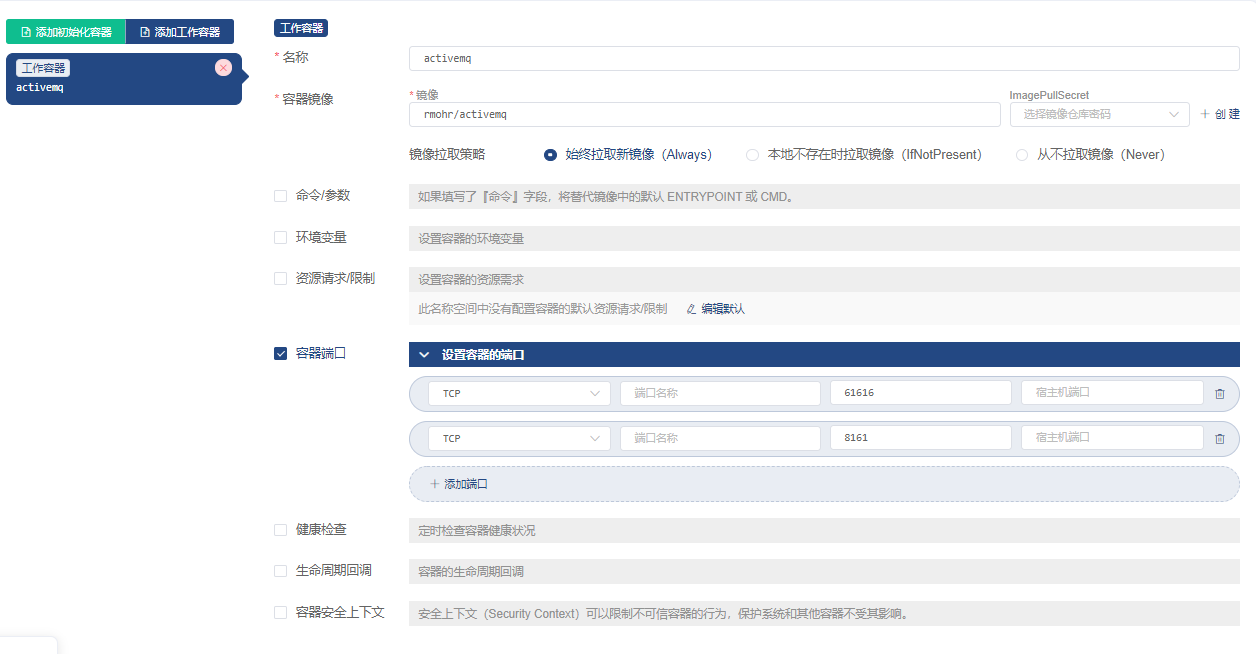 添加初始化容器 添加工作容器
工作容器
activemq
工作容器
* 名称 activemq
* 容器镜像
* 镜像 ImagePullSecret
rmohr/activemq 选择镜像仓库密码 + 创 建
镜像拉取策略 始终拉取新镜像（Always） 本地不存在时拉取镜像（IfNotPresent） 从不拉取镜像（Never）
命令/参数 如果填写了『命令』字段，将替代镜像中的默认 ENTRYPOINT 或 CMD。
环境变量 设置容器的环境变量
资源请求/限制 设置容器的资源需求
此名称空间中没有配置容器的默认资源请求/限制 编辑默认
容器端口 设置容器的端口
TCP 端口名称 61616 宿主机端口
TCP 端口名称 8161 宿主机端口
+ 添加端口
健康检查 定时检查容器健康状况
生命周期回调 容器的生命周期回调
容器安全上下文 安全上下文（Security Context）可以限制不可信容器的行为，保护系统和其他容器不受其影响。